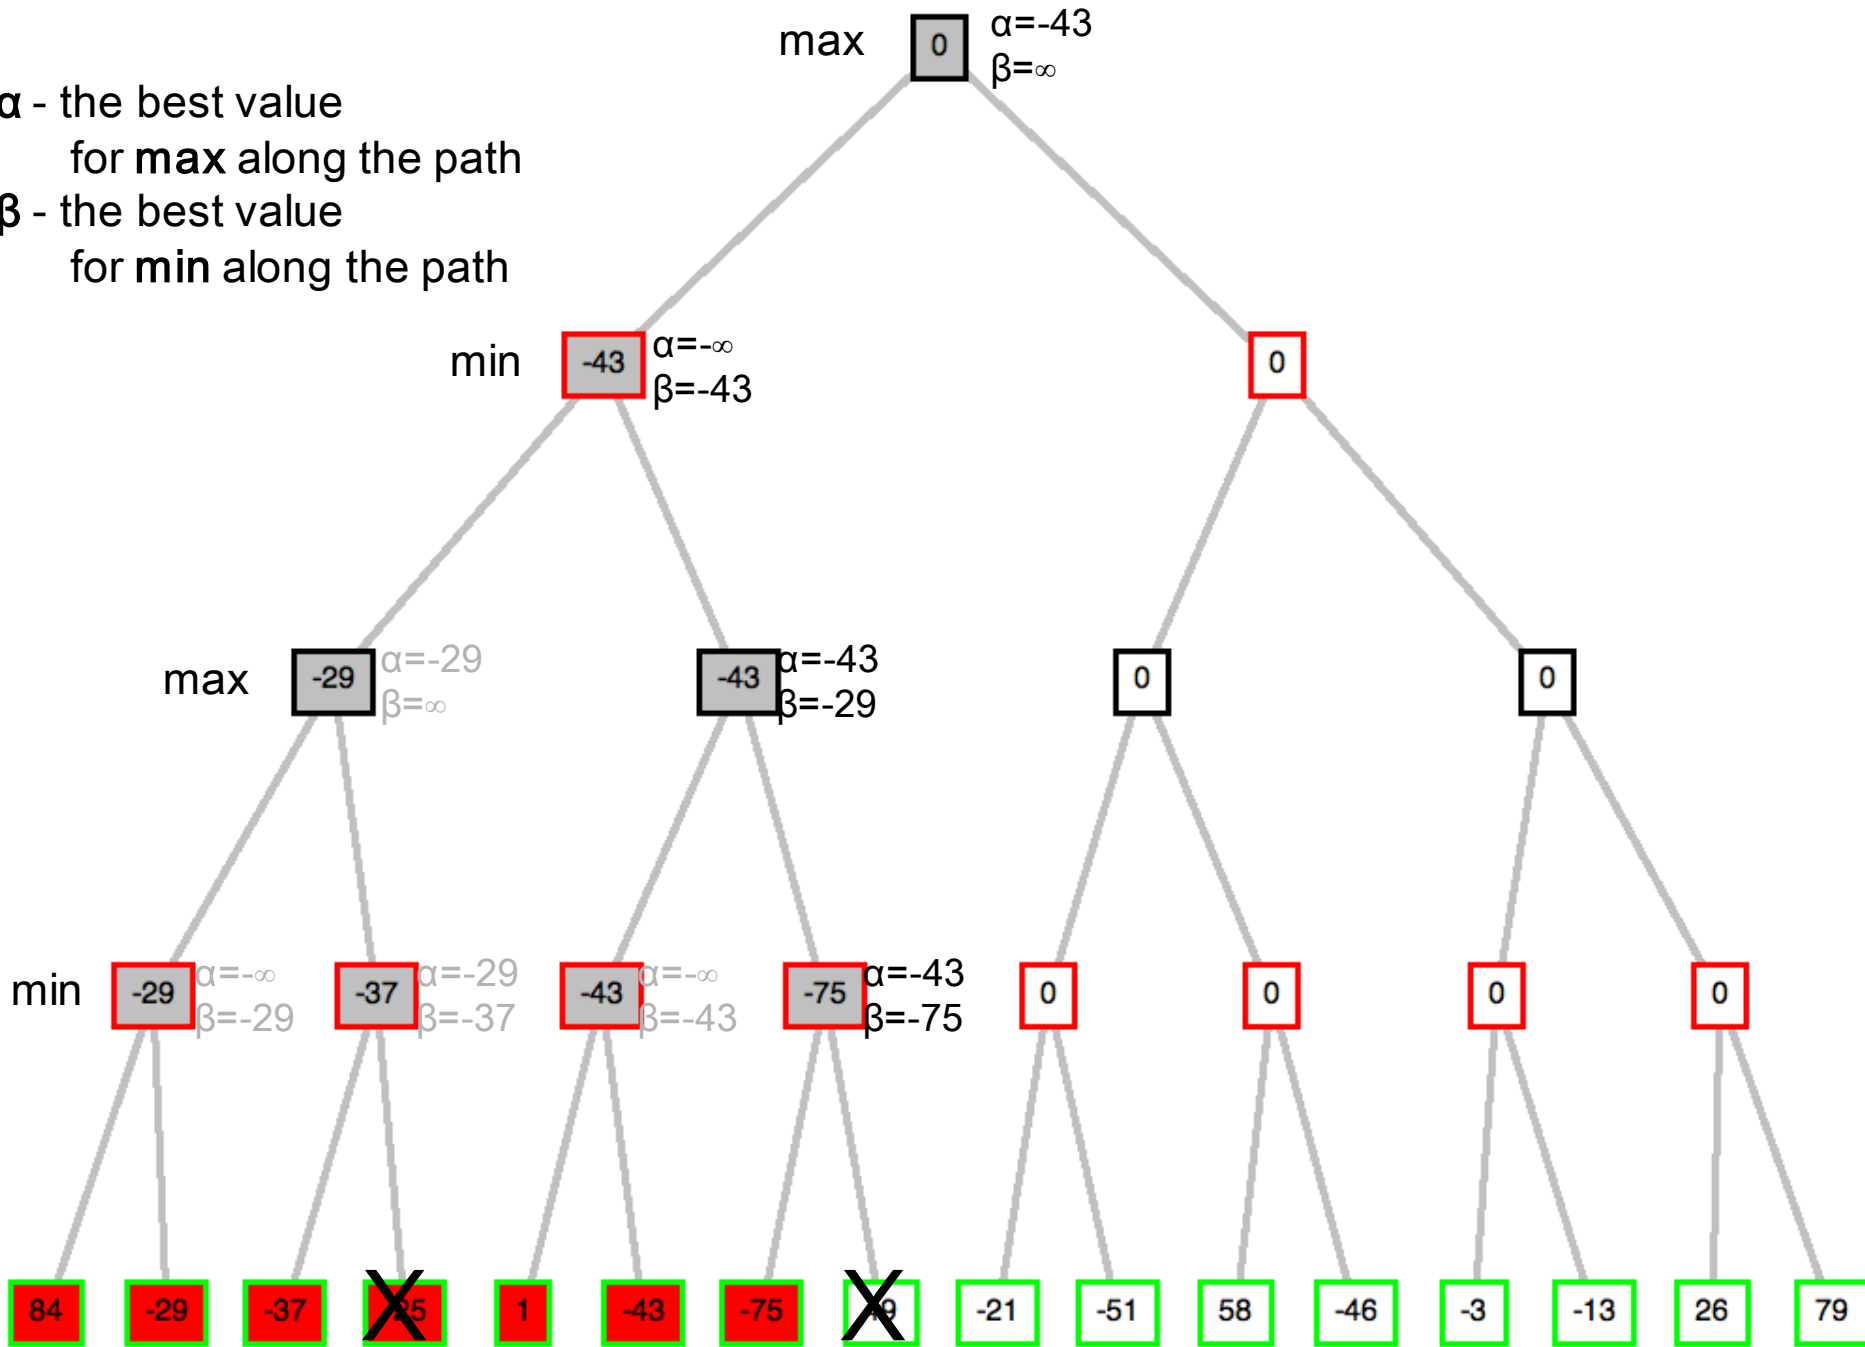 max 0 α=-43
β=∞
α - the best value
for max along the path
β - the best value
for min along the path
min -43 α=-∞
β=-43
0
max -29 α=-29
β=∞
-43 α=-43
β=-29
0
0
min -29 α=-∞
β=-29
-37 α=-29
β=-37
-43 α=-∞
β=-43
-75 α=-43
β=-75
0
0
0
0
84 -29 -37 X 1 -43 -75 X -21 -51 58 -46 -3 -13 26 79